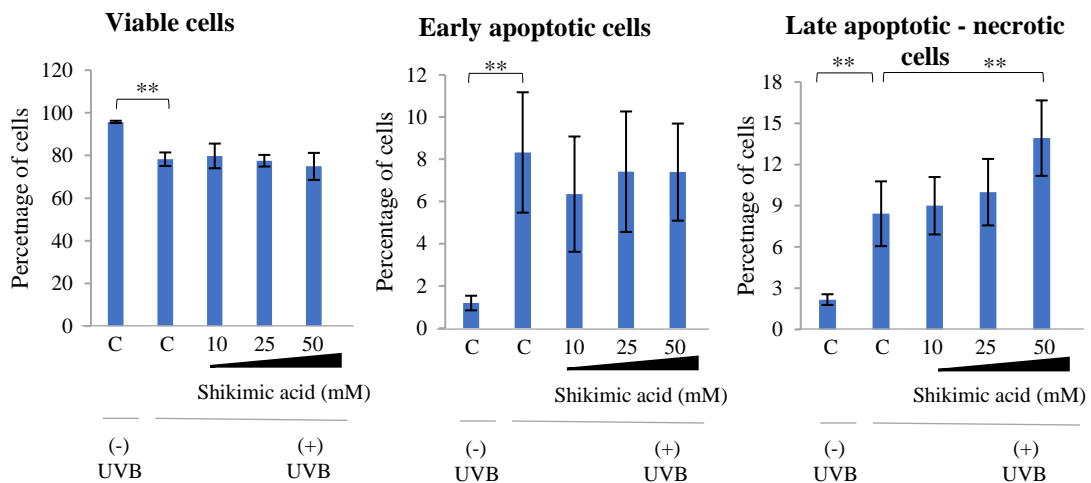 Viable cells
Percetnage of cells
120
100
80
60
40
20
0
**
C
C
10
25
50
Shikimic acid (mM)
(-)
UVB
(+)
UVB
Early apoptotic cells
Percentage of cells
12
10
8
6
4
2
0
**
C
C
10
25
50
Shikimic acid (mM)
(-)
UVB
(+)
UVB
Late apoptotic - necrotic
cells
Percetnage of cells
18
15
12
9
6
3
0
**
**
C
C
10
25
50
Shikimic acid (mM)
(-)
UVB
(+)
UVB